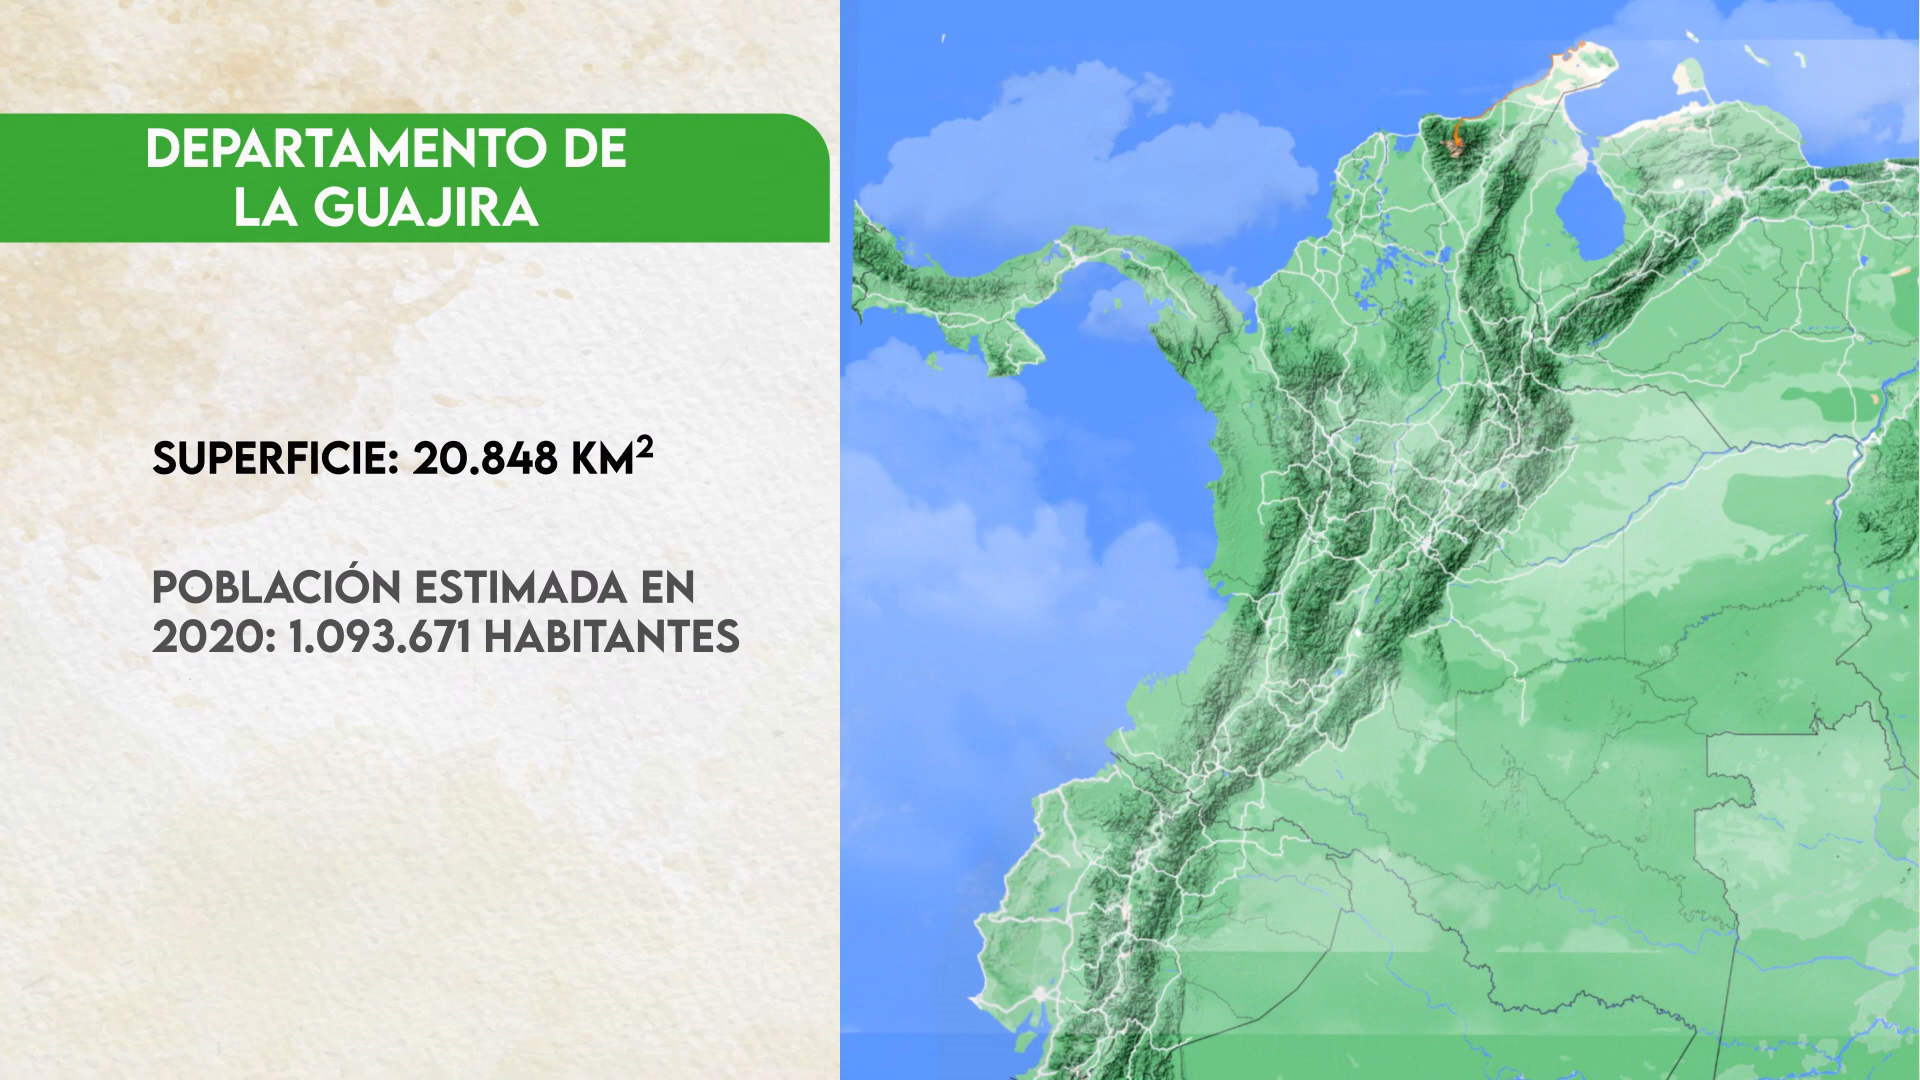 DEPARTAMENTO DE
LA GUAJIRA
SUPERFICIE: 20.848 KM²
POBLACIÓN ESTIMADA EN
2020: 1.093.671 HABITANTES